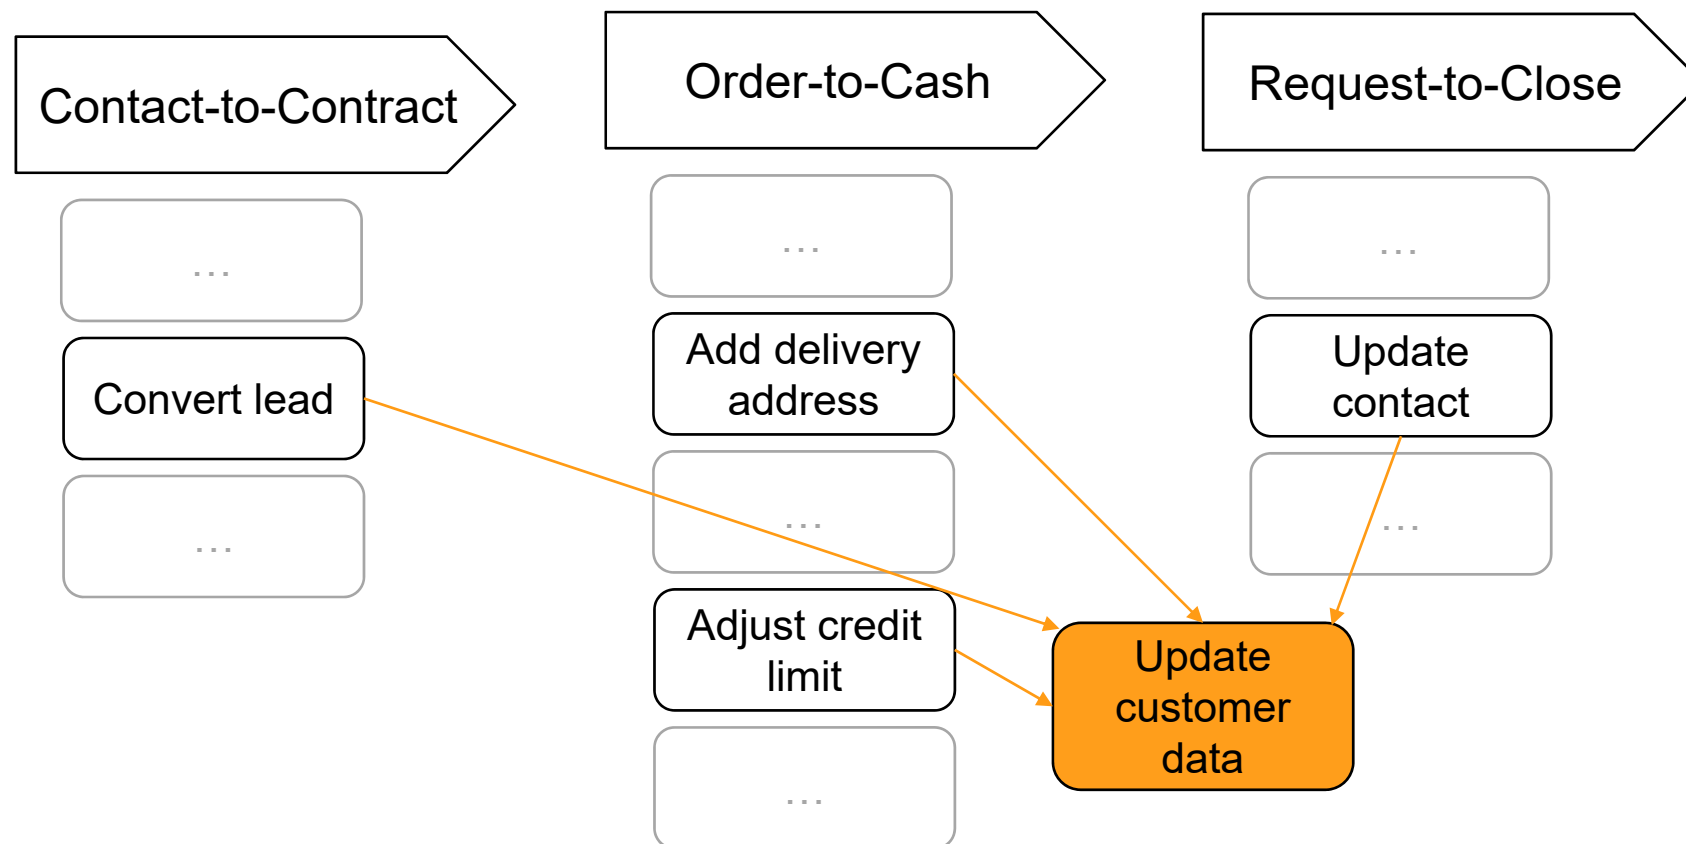 Contact-to-Contract
Order-to-Cash
Request-to-Close
...
Convert lead
...
...
Add delivery
address
...
Adjust credit
limit
...
...
Update
contact
...
Update
customer
data